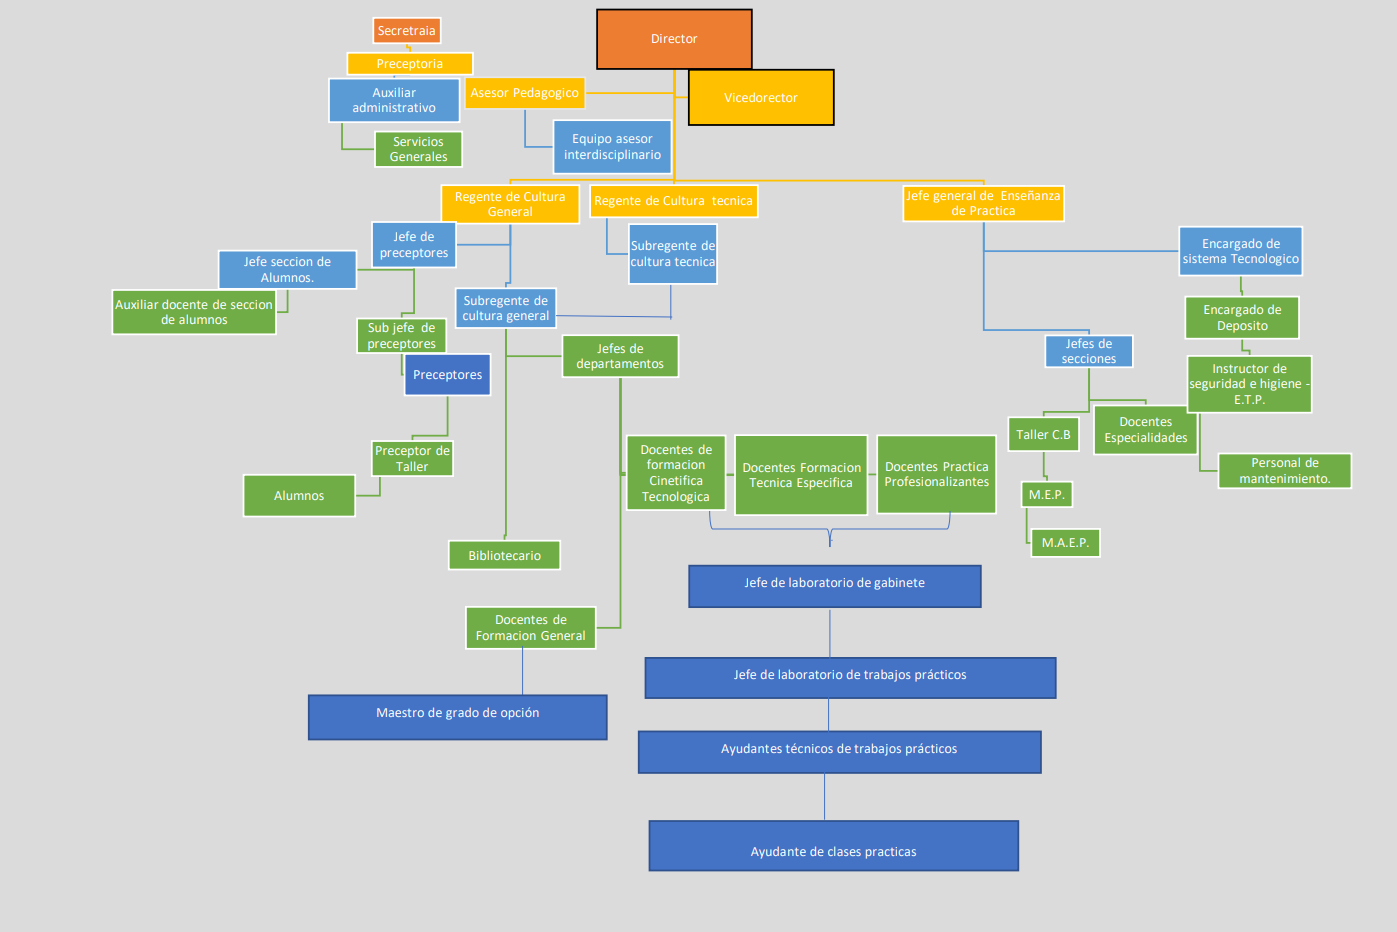 Secretraia
Director
Preceptoria
Auxiliar
administrativo
Asesor Pedagogico
Vicedorector
Servicios
Generales
Equipo asesor
interdisciplinario
Regente de Cultura
General
Regente de Cultura tecnica
Jefe general de Enseñanza
de Practica
Jefe de
preceptores
Subregente de
cultura tecnica
Encargado de
sistema Tecnologico
Jefe seccion de
Alumnos.
Auxiliar docente de seccion
de alumnos
Subregente de
cultura general
Encargado de
Deposito
Sub jefe de
preceptores
Jefes de
departamentos
Jefes de
secciones
Preceptores
Instructor de
seguridad e higiene -
E.T.P.
Taller C.B
Docentes
Especialidades
Preceptor de
Taller
Docentes de
formacion
Cinetifica
Tecnologica
Docentes Formacion
Tecnica Especifica
Docentes Practica
Profesionalizantes
Personal de
mantenimiento.
Alumnos
M.E.P.
M.A.E.P.
Bibliotecario
Jefe de laboratorio de gabinete
Docentes de
Formacion General
Jefe de laboratorio de trabajos prácticos
Maestro de grado de opción
Ayudantes técnicos de trabajos prácticos
Ayudante de clases practicas